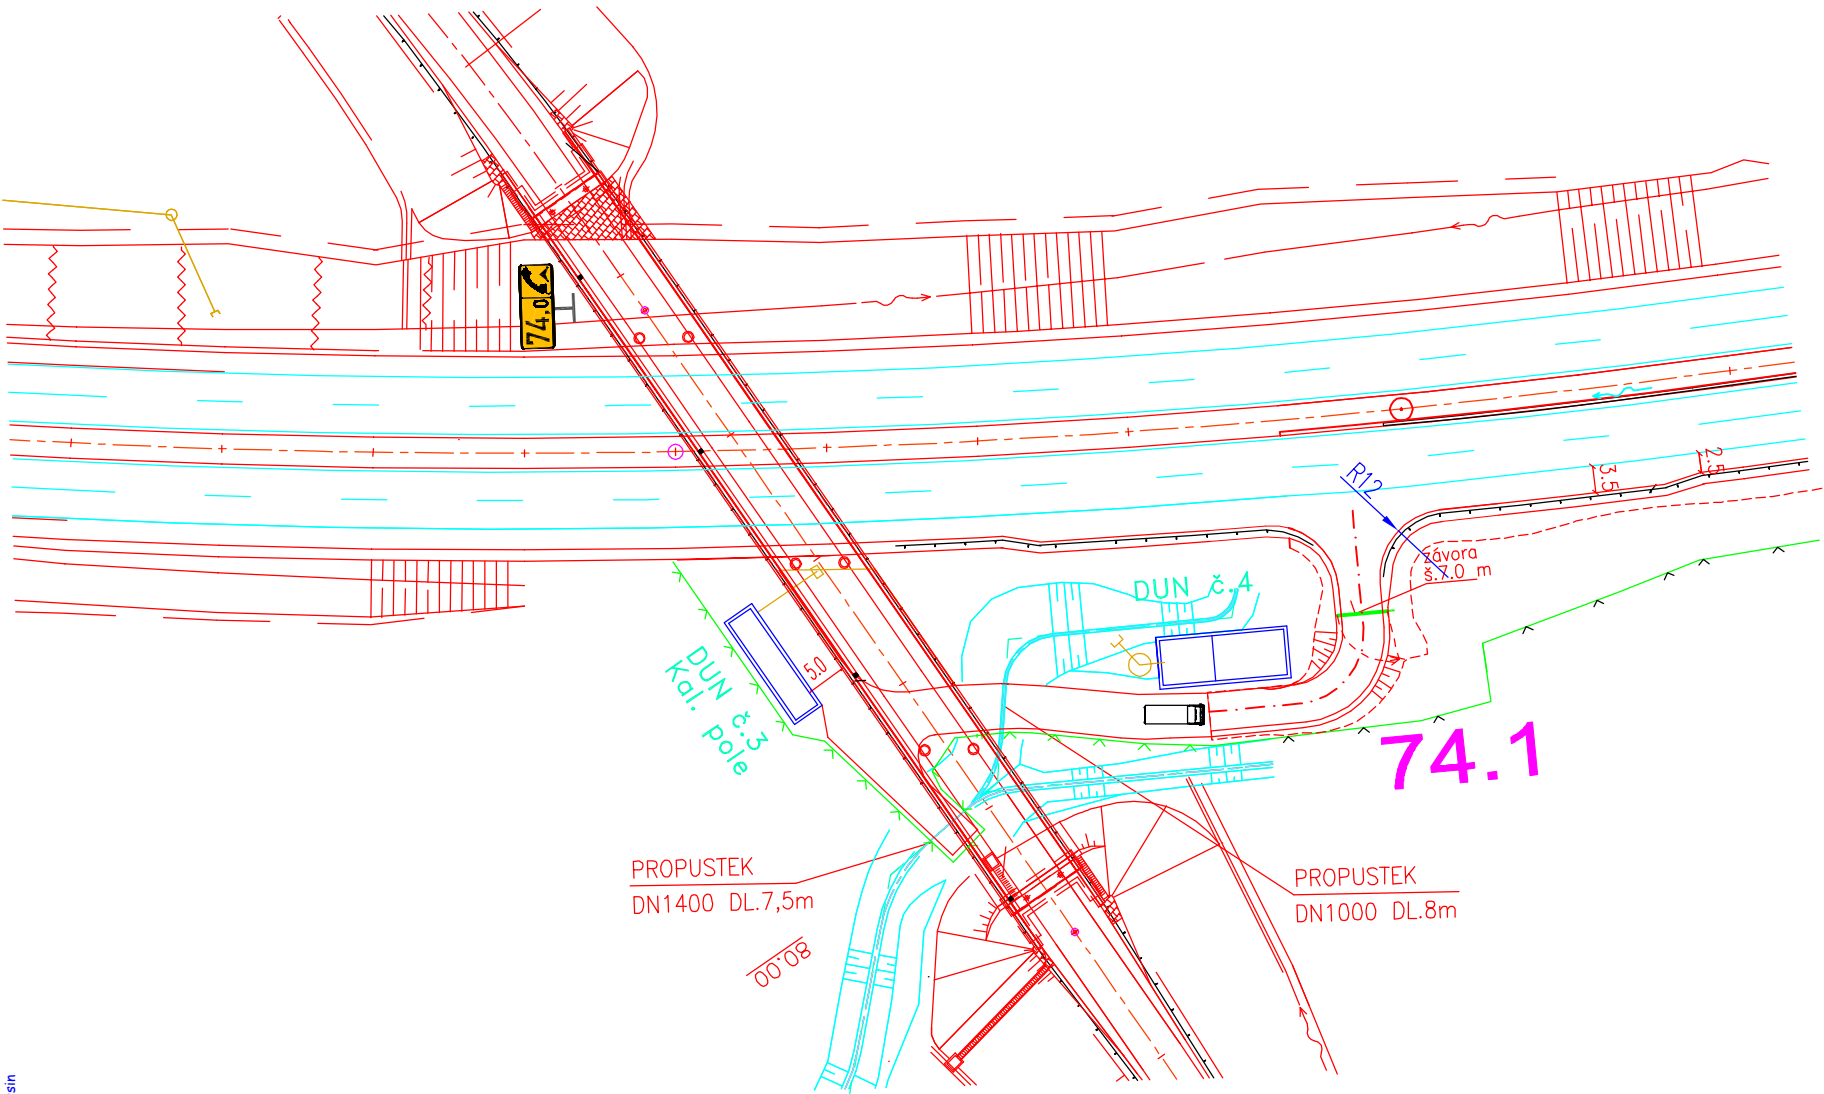 74.0
R12
3.5
2.5
závora
š.7.0 m
DUN č.4
DUN č.3
Kal. pole
5.0
74.1
PROPUSTEK
DN1400 DL.7,5m
PROPUSTEK
DN1000 DL.8m
80.00
sin